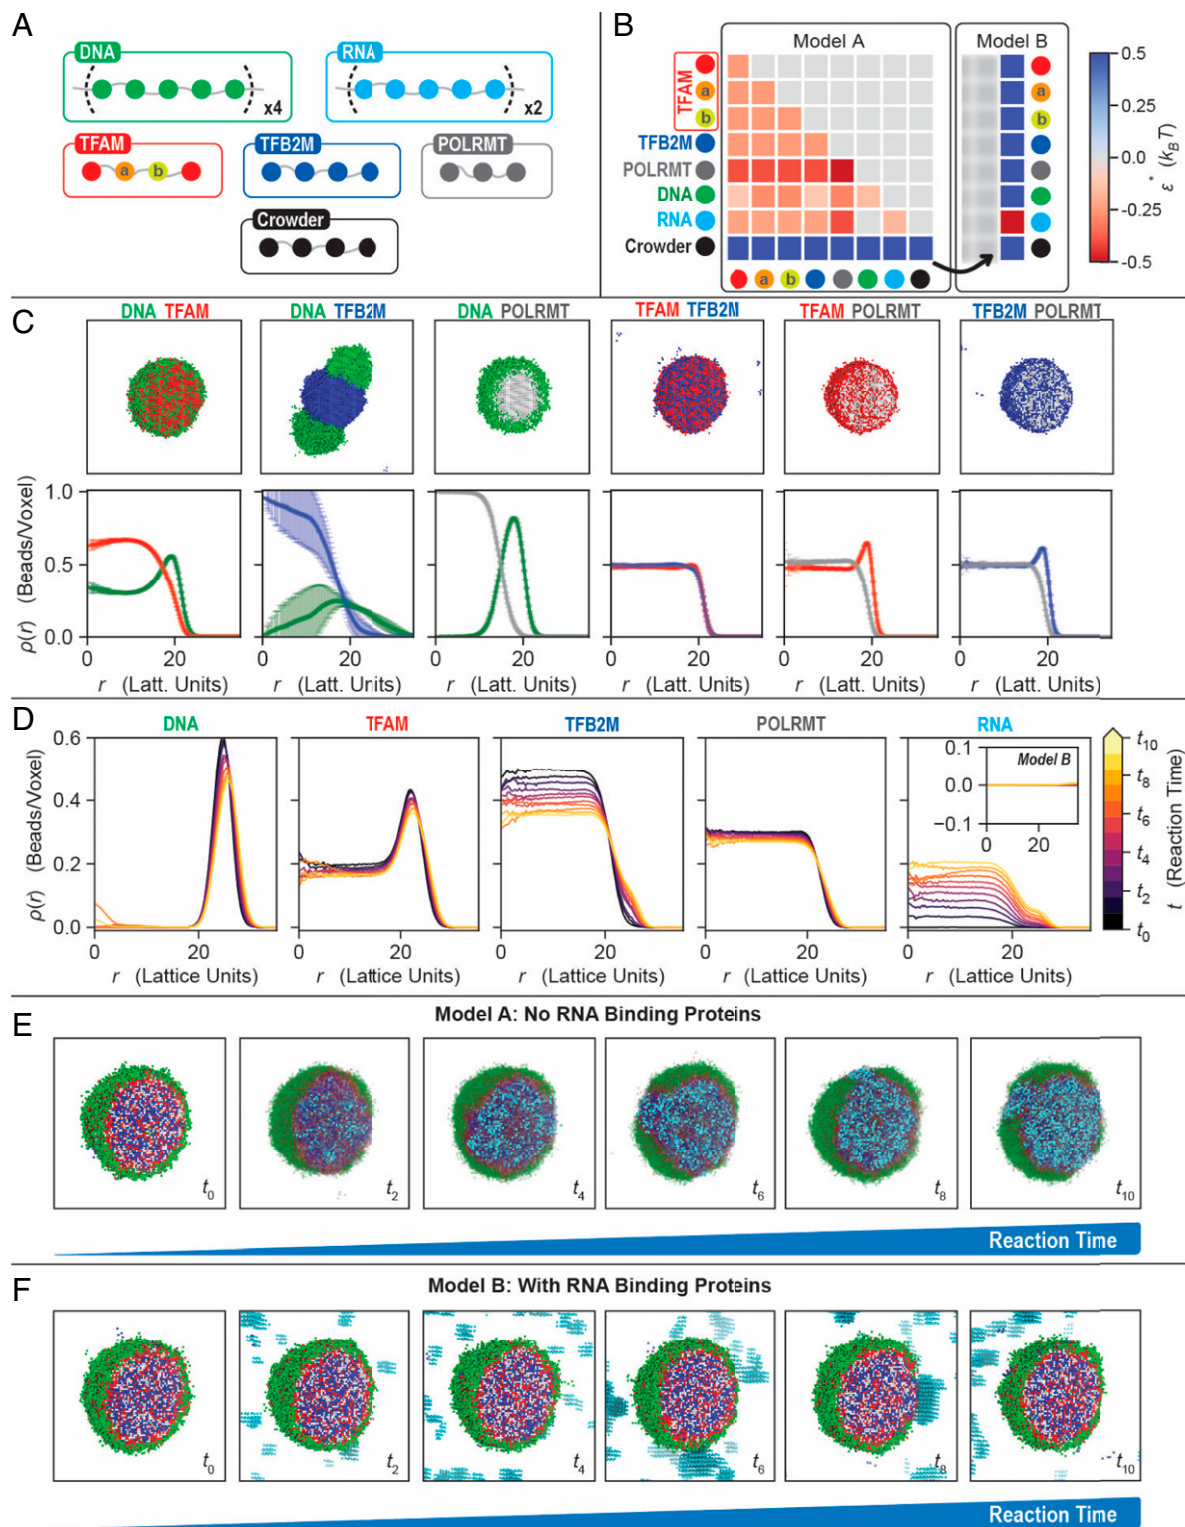 A
DNA
x4
RNA
x2
TFAM
a
b
TFB2M
POLRMT
Crowder
B
Model A
Model B
TFAM
a
b
TFB2M
POLRMT
DNA
RNA
Crowder
a
b
a
b
0.5
0.25
0.0
-0.25
-0.5
ε* (k_B T)
C
DNA TFAM
DNA TFB2M
DNA POLRMT
TFAM TFB2M
TFAM POLRMT
TFB2M POLRMT
ρ(r) (Beads/Voxel)
1.0
0.5
0.0
0 20
0 20
0 20
0 20
0 20
0 20
r (Latt. Units)
r (Latt. Units)
r (Latt. Units)
r (Latt. Units)
r (Latt. Units)
r (Latt. Units)
D
DNA
TFAM
TFB2M
POLRMT
RNA
ρ(r) (Beads/Voxel)
0.6
0.4
0.2
0.0
0.1
0.0
−0.1
Model B
0 20
0 20
0 20
0 20
0 20
0 20
r (Lattice Units)
r (Lattice Units)
r (Lattice Units)
r (Lattice Units)
r (Lattice Units)
t10
t8
t6
t4
t2
t0
t (Reaction Time)
E
Model A: No RNA Binding Proteins
t0
t2
t4
t6
t8
t10
Reaction Time
F
Model B: With RNA Binding Proteins
t0
t2
t4
t6
t8
t10
Reaction Time